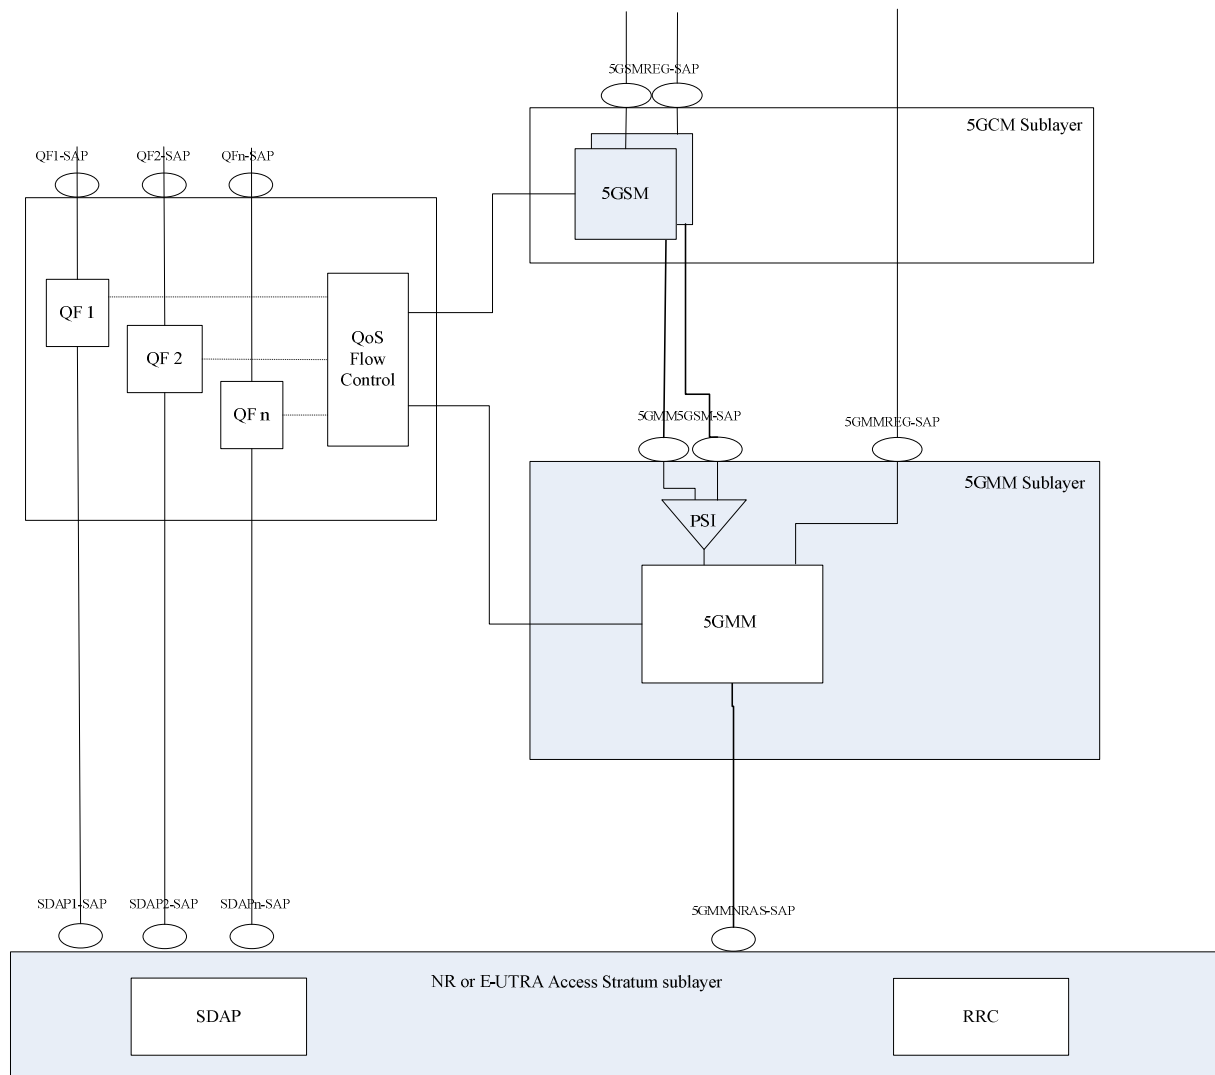 5GSMREG-SAP
5GCM Sublayer
QF1-SAP
QF2-SAP
QFn-SAP
5GSM
QF 1
QF 2
QF n
QoS
Flow
Control
5GMM5GSM-SAP
5GMMREG-SAP
5GMM Sublayer
PSI
5GMM
SDAP1-SAP
SDAP2-SAP
SDAPn-SAP
5GMMNRAS-SAP
NR or E-UTRA Access Stratum sublayer
SDAP
RRC